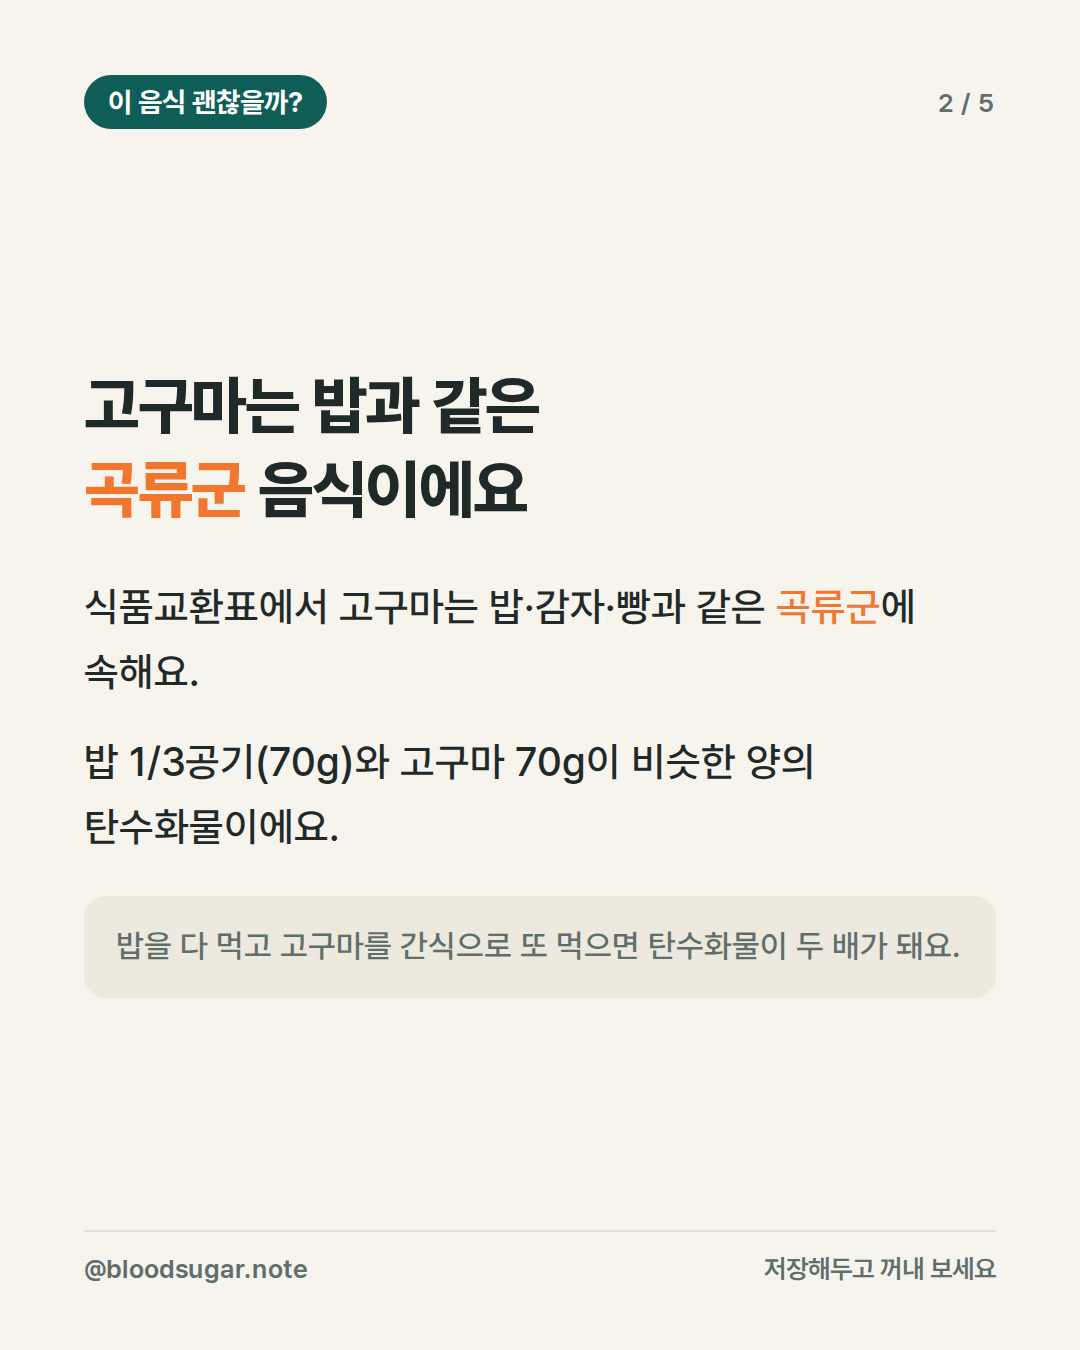 이 음식 괜찮을까?
2 / 5
고구마는 밥과 같은
곡류군 음식이에요
식품교환표에서 고구마는 밥·감자·빵과 같은 곡류군에
속해요.
밥 1/3공기(70g)와 고구마 70g이 비슷한 양의
탄수화물이에요.
밥을 다 먹고 고구마를 간식으로 또 먹으면 탄수화물이 두 배가 돼요.
@bloodsugar.note
저장해두고 꺼내 보세요